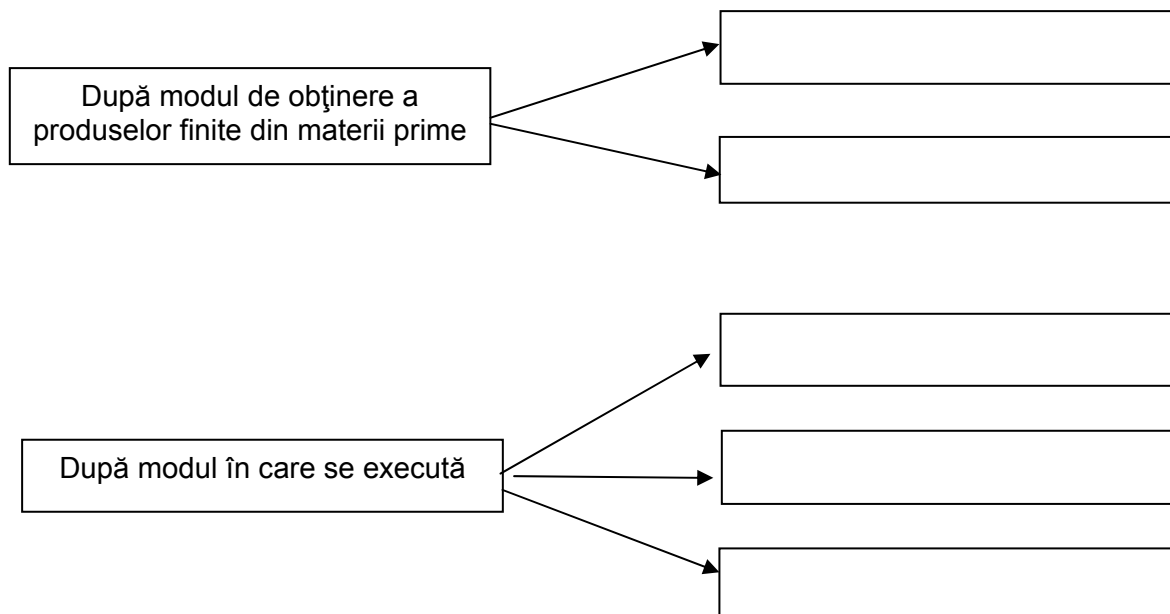 După modul de obţinere a
produselor finite din materii prime
După modul în care se execută